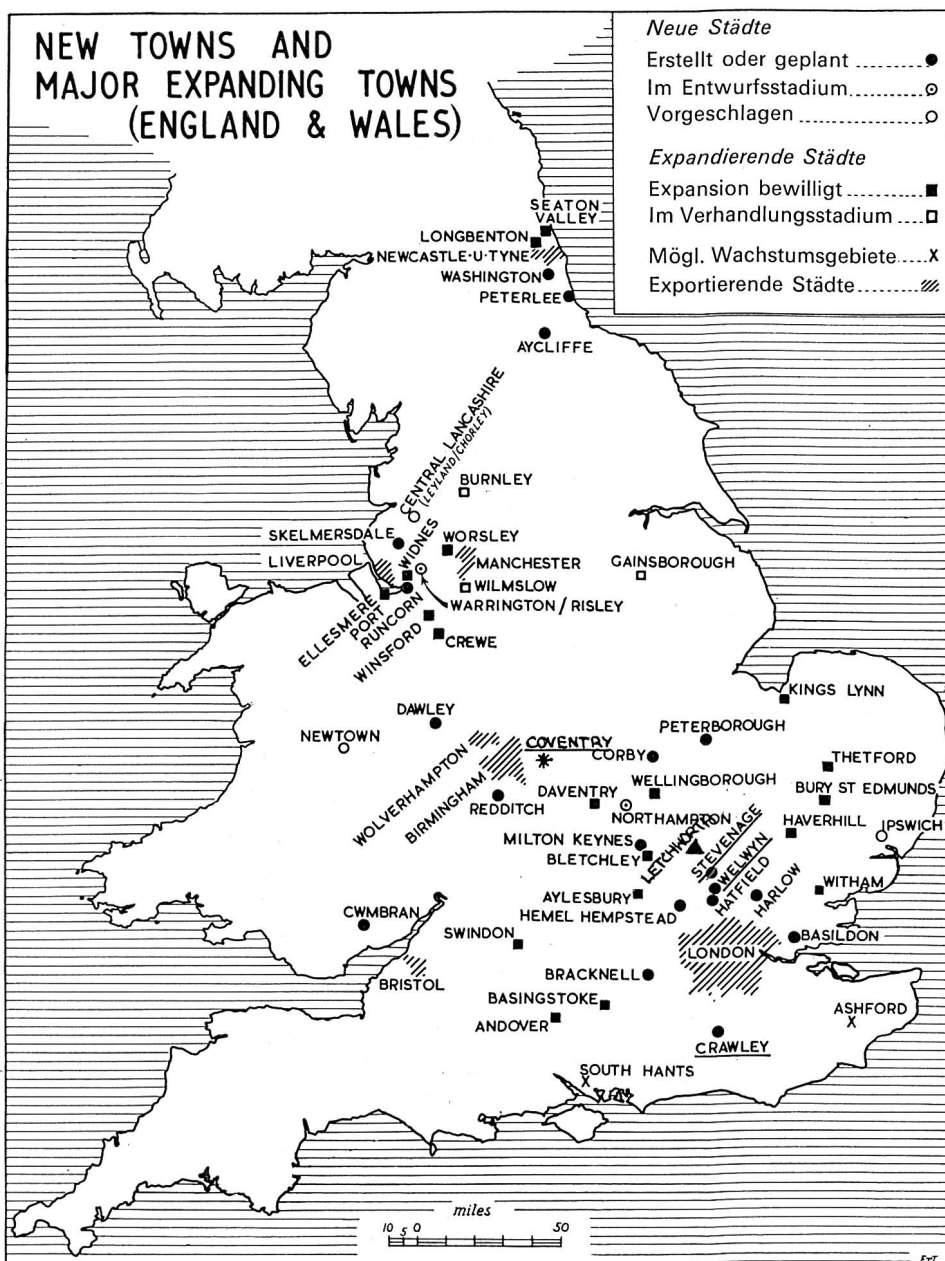 NEW TOWNS AND
MAJOR EXPANDING TOWNS
(ENGLAND & WALES)
Neue Städte
Erstellt oder geplant
Im Entwurfsstadium
Vorgeschlagen
Expandierende Städte
Expansion bewilligt
Im Verhandlungsstadium
Mögl. Wachstumsgebiete
Exportierende Städte
SEATON
VALLEY
LONGBENTON
NEWCASTLE-U-TYNE
WASHINGTON
PETERLEE
AYCLIFFE
CENTRAL LANCASHIRE
(LEYLAND/CHORLEY)
BURNLEY
SKELMERSDALE
LIVERPOOL
WIDNES
WORSLEY
MANCHESTER
GAINSBOROUGH
WILMSLOW
WARRINGTON/RISLEY
ELLESMERE
PORT
RUNCORN
WINSFORD
CREWE
KINGS LYNN
DAWLEY
NEWTOWN
PETERBOROUGH
COVENTRY
CORBY
THETFORD
WOLVERHAMPTON
BIRMINGHAM
REDDITCH
DAVENTRY
WELLINGBOROUGH
BURY ST EDMUNDS
NORTHAMPTON
HAVERHILL
IPSWICH
MILTON KEYNES
BLETCHLEY
LETCHWORTH
STEVENAGE
WELWYN
HATFIELD
HARLOW
WITHAM
AYLESBURY
HEMEL HEMPSTEAD
CWMBRAN
SWINDON
BASILDON
LONDON
BRISTOL
BRACKNELL
BASINGSTOKE
ANDOVER
ASHFORD
CRAWLEY
SOUTH HANTS
miles
10 5 0 50